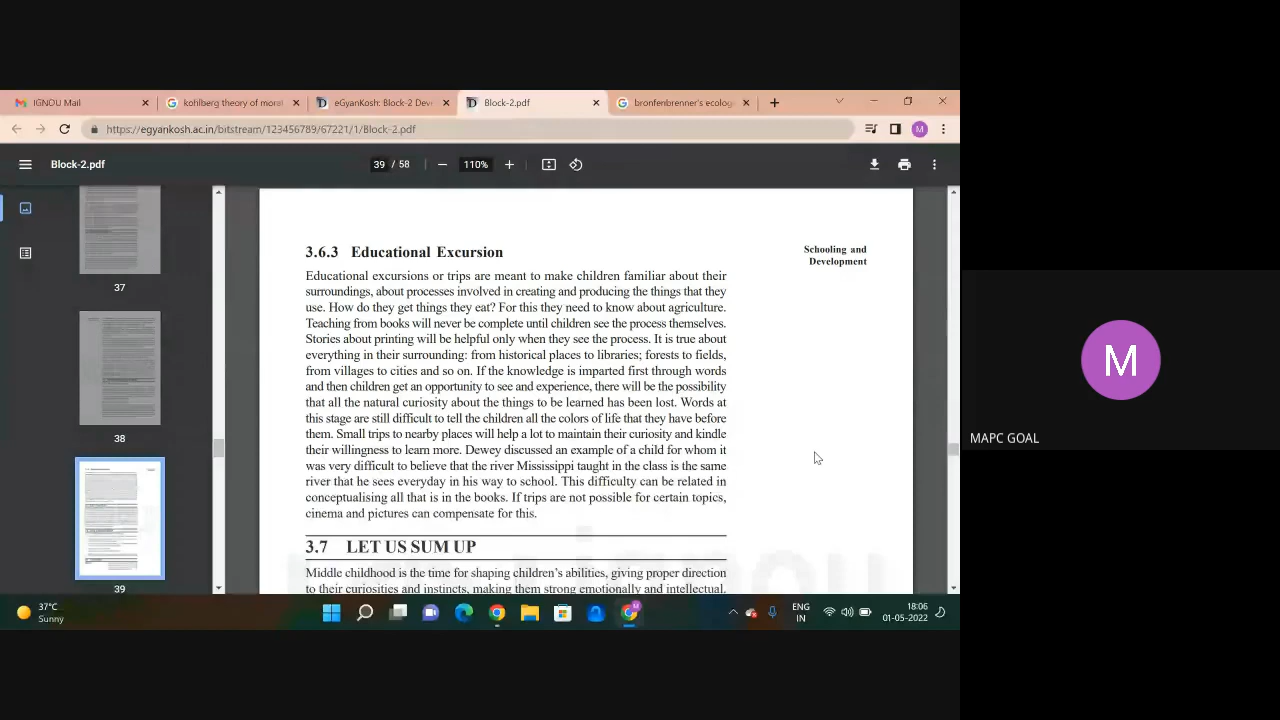 IGNOU Mail
kohlberg theory of moral
eGyanKosh: Block-2 Deve
Block-2.pdf
bronfenbrenner's ecolog
https://egyankosh.ac.in/bitstream/123456789/67221/1/Block-2.pdf
M
Block-2.pdf
39 / 58
110%
37
38
39
3.6.3 Educational Excursion
Schooling and
Development
Educational excursions or trips are meant to make children familiar about their
surroundings, about processes involved in creating and producing the things that they
use. How do they get things they eat? For this they need to know about agriculture.
Teaching from books will never be complete until children see the process themselves.
Stories about printing will be helpful only when they see the process. It is true about
everything in their surrounding: from historical places to libraries; forests to fields,
from villages to cities and so on. If the knowledge is imparted first through words
and then children get an opportunity to see and experience, there will be the possibility
that all the natural curiosity about the things to be learned has been lost. Words at
this stage are still difficult to tell the children all the colors of life that they have before
them. Small trips to nearby places will help a lot to maintain their curiosity and kindle
their willingness to learn more. Dewey discussed an example of a child for whom it
was very difficult to believe that the river Mississippi taught in the class is the same
river that he sees everyday in his way to school. This difficulty can be related in
conceptualising all that is in the books. If trips are not possible for certain topics,
cinema and pictures can compensate for this.
3.7 LET US SUM UP
Middle childhood is the time for shaping children's abilities, giving proper direction
to their curiosities and instincts, making them strong emotionally and intellectual.
37°C
Sunny
ENG
IN
18:06
01-05-2022
M
MAPC GOAL